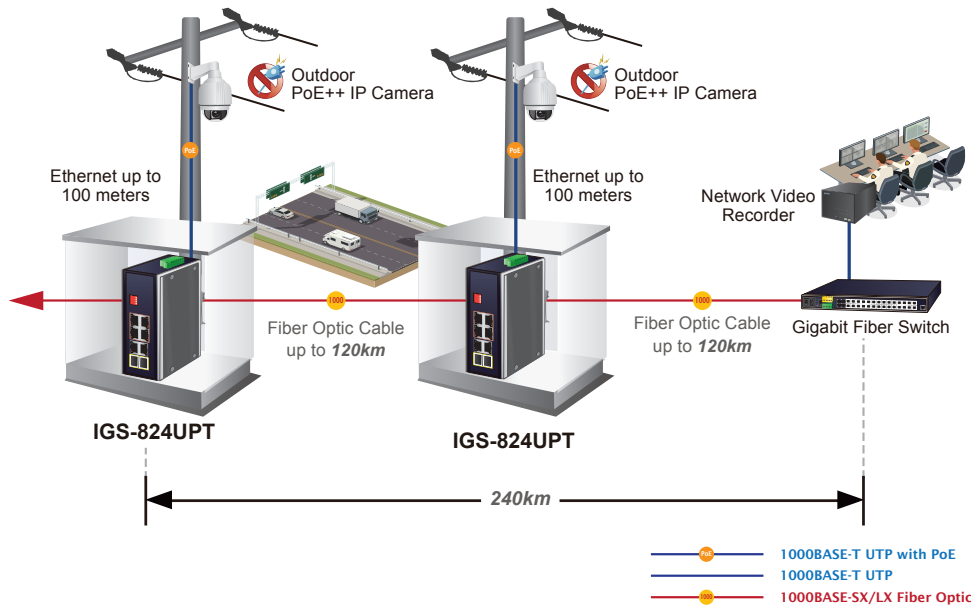 Outdoor
PoE++ IP Camera
Outdoor
PoE++ IP Camera
PoE
PoE
Ethernet up to
100 meters
Ethernet up to
100 meters
Network Video
Recorder
1000
1000
Fiber Optic Cable
up to 120km
Fiber Optic Cable
up to 120km
Gigabit Fiber Switch
IGS-824UPT
IGS-824UPT
240km
PoE
1000BASE-T UTP with PoE
1000BASE-T UTP
1000
1000BASE-SX/LX Fiber Optic